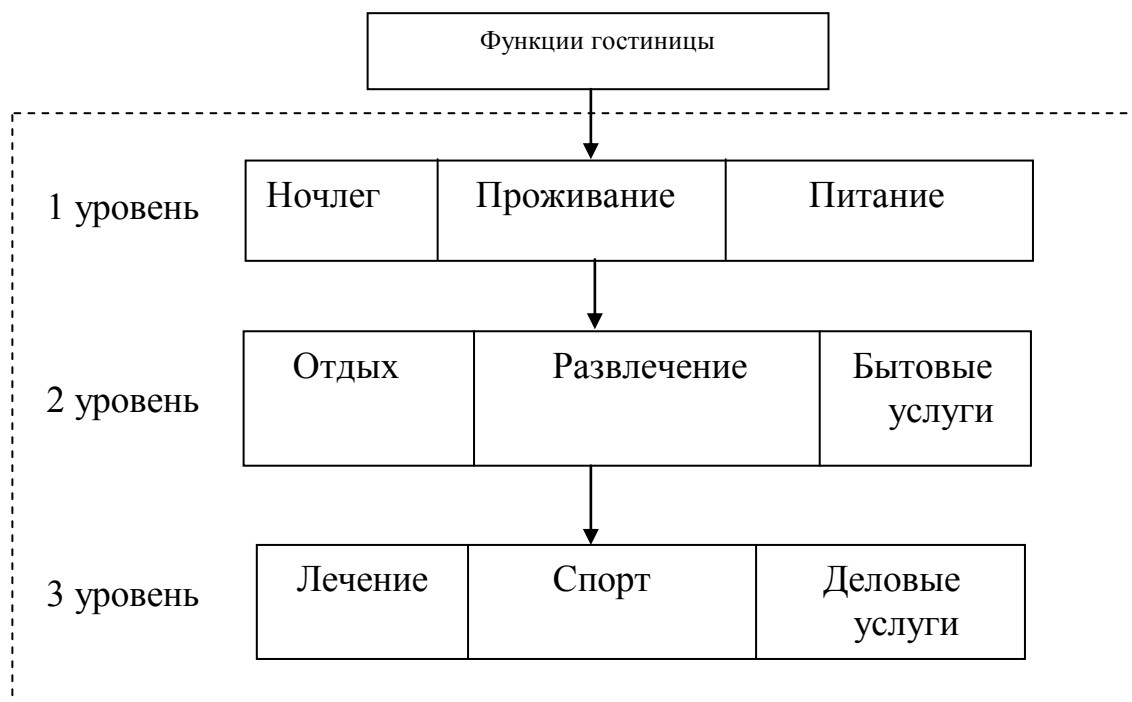 Функции гостиницы
1 уровень
Ночлег
Проживание
Питание
2 уровень
Отдых
Развлечение
Бытовые
услуги
3 уровень
Лечение
Спорт
Деловые
услуги